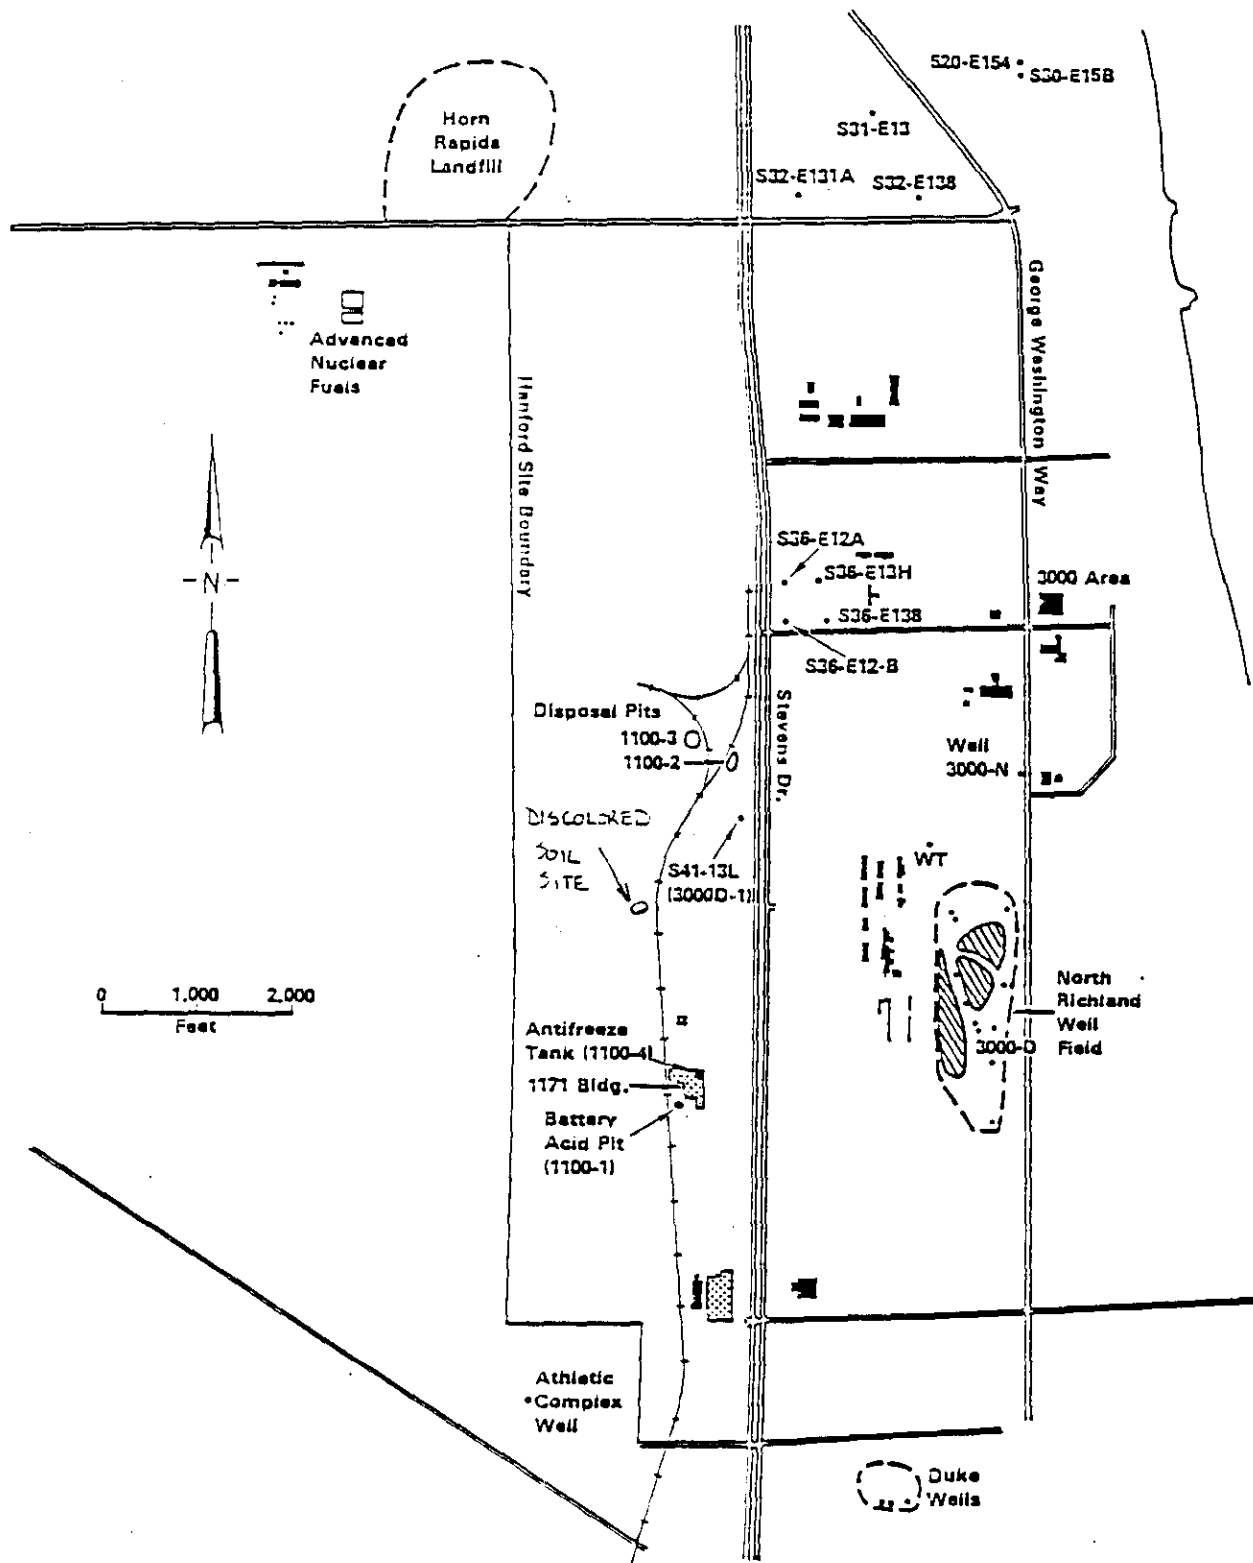 S20-E154
S30-E15B
S31-E13
Horn
Rapids
Landfill
S32-E131A
S32-E138
Advanced
Nuclear
Fuels
Hanford Site Boundary
George Washington Way
N
S36-E12A
S36-E13H
3000 Area
S36-E138
S36-E12-B
Disposal Pits
1100-3
1100-2
Stevens Dr.
Well
3000-N
DISCOLORED
SOIL
SITE
S41-13L
(3000D-1)
WT
0 1,000 2,000
Feet
North
Richland
Well
Field
3000-D
Antifreeze
Tank (1100-4)
1171 Bldg.
Battery
Acid Pit
(1100-1)
Athletic
Complex
Well
Duke
Wells